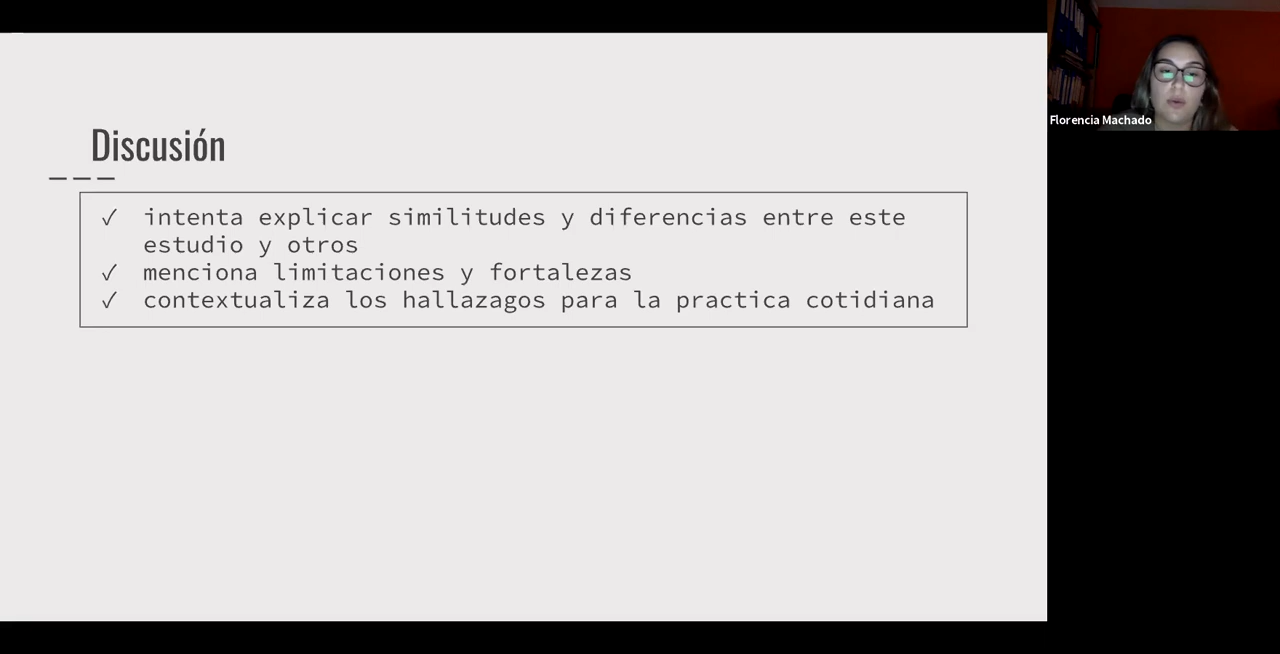 Discusión
✓ intenta explicar similitudes y diferencias entre este
estudio y otros
✓ menciona limitaciones y fortalezas
✓ contextualiza los hallazagos para la practica cotidiana
Florencia Machado